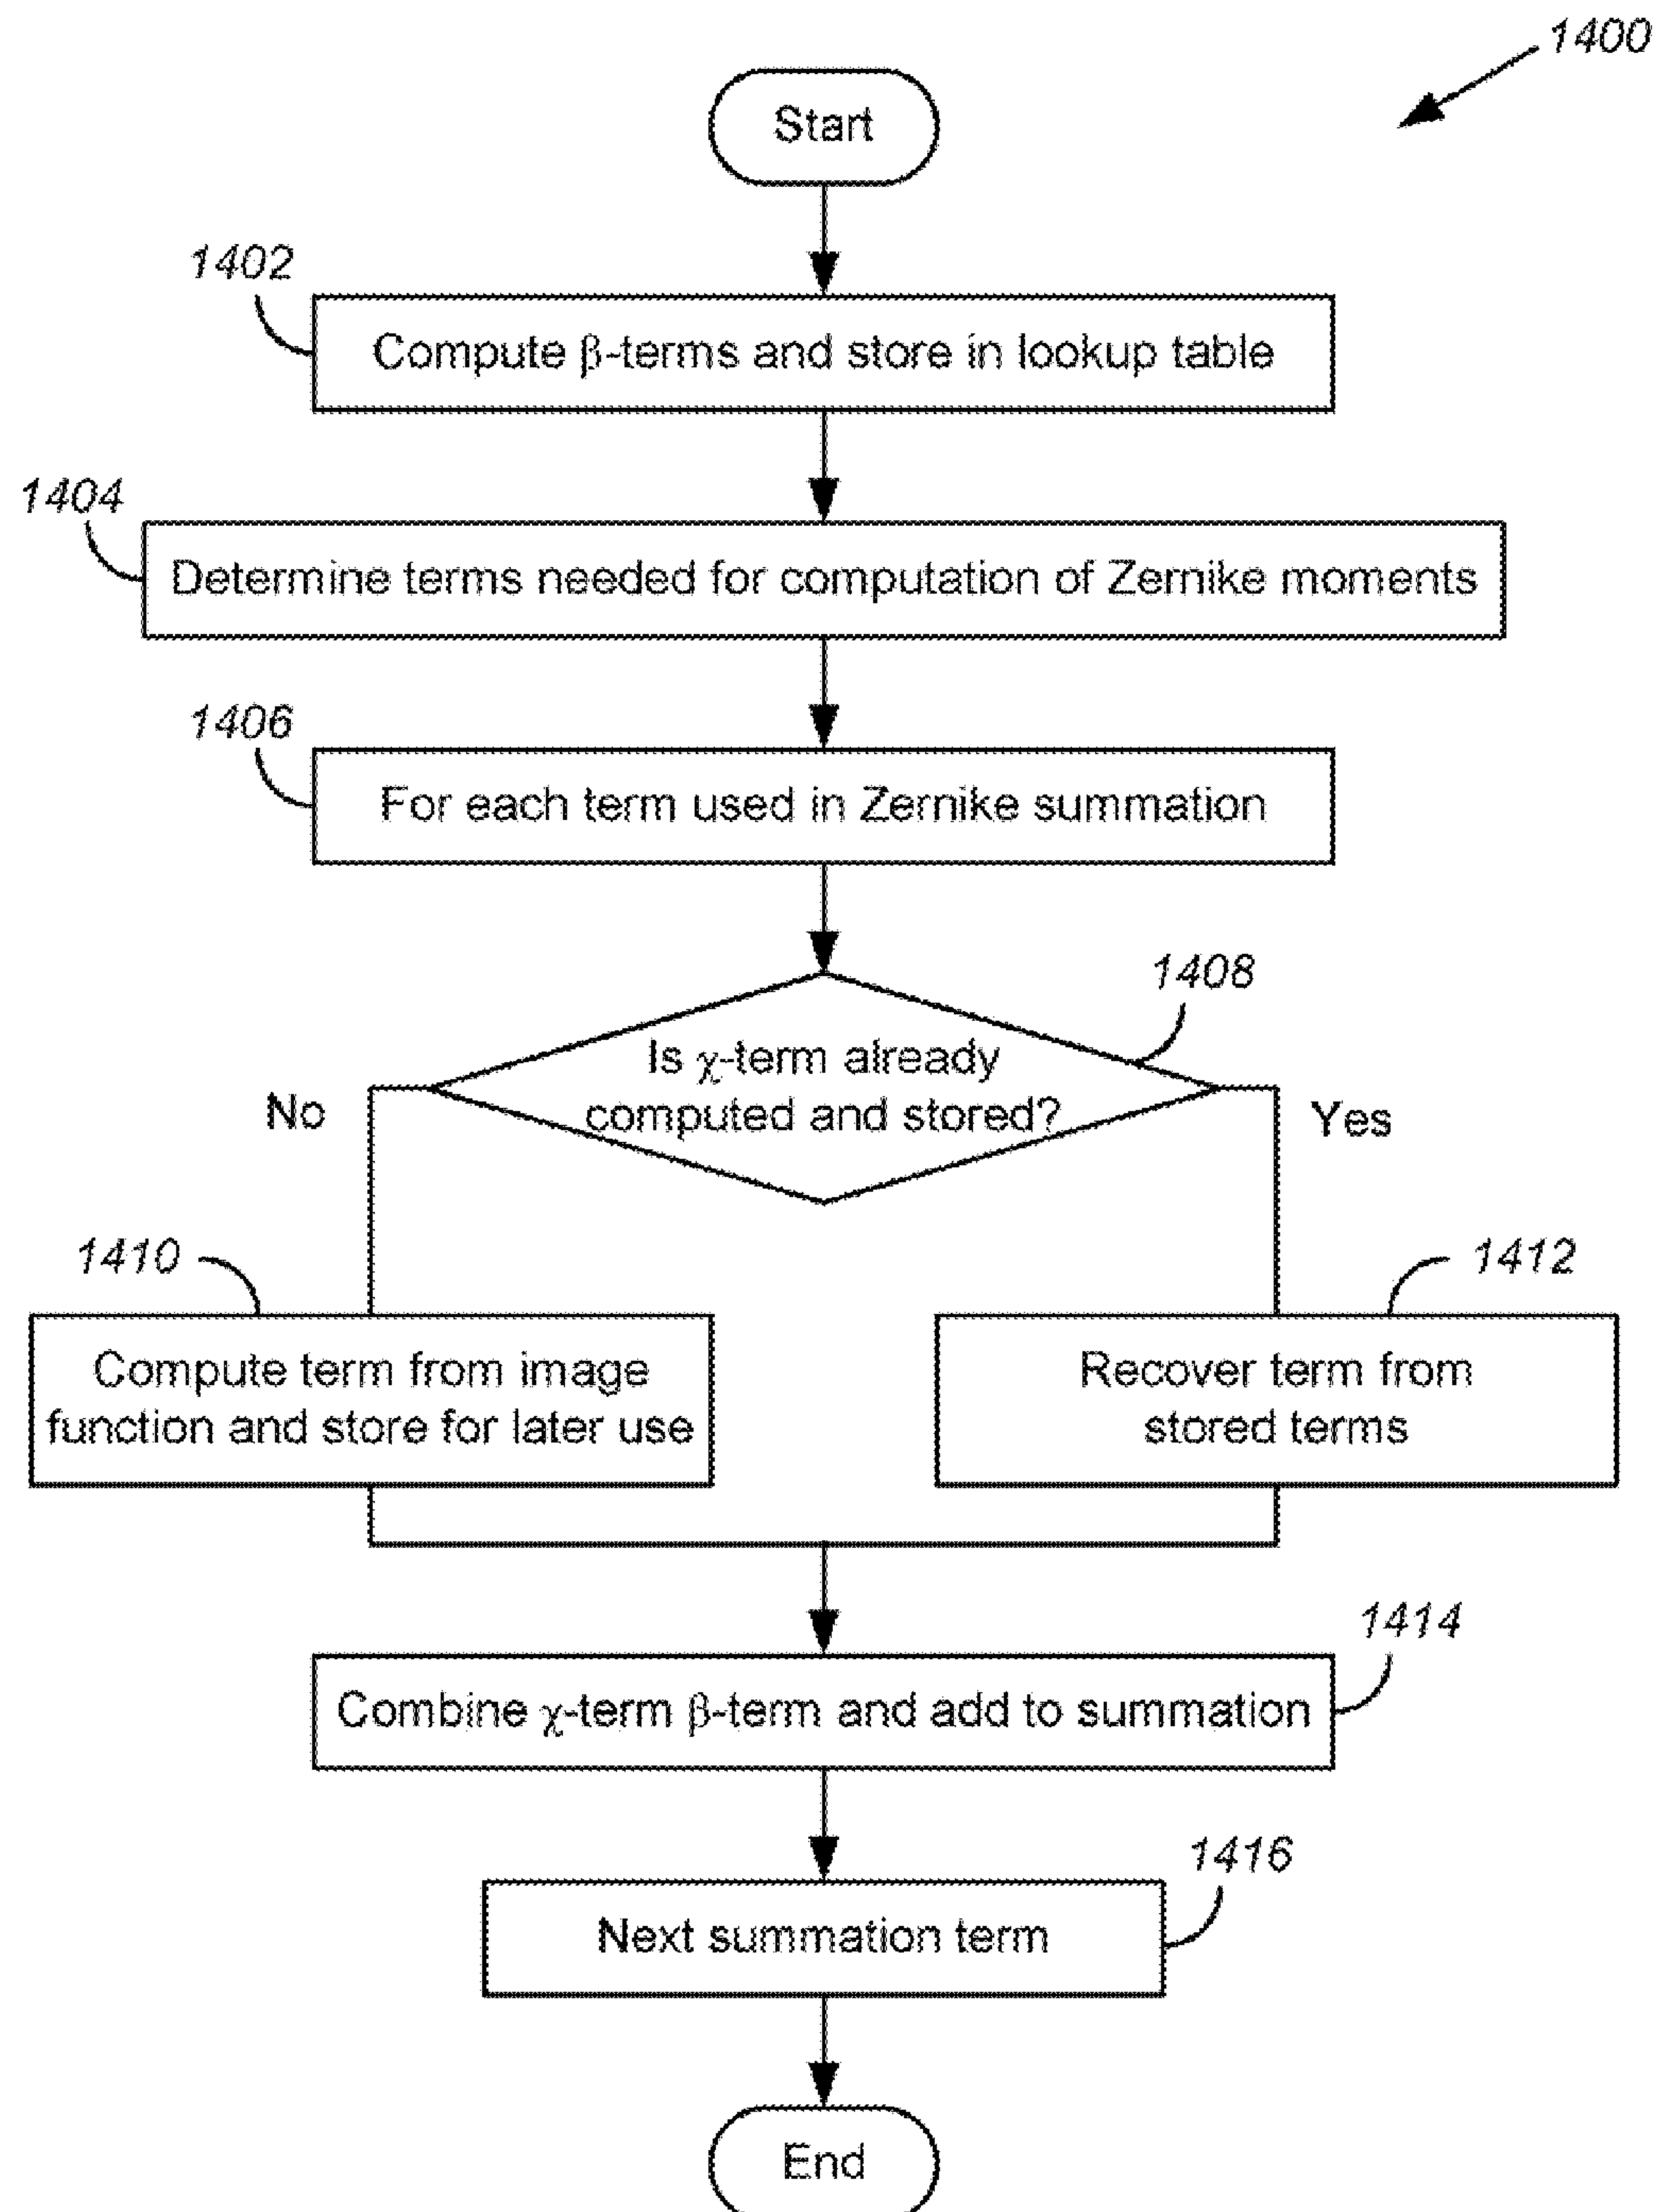 1400
Start
1402
Compute β-terms and store in lookup table
1404
Determine terms needed for computation of Zernike moments
1406
For each term used in Zernike summation
1408
Is χ-term already
computed and stored?
No
Yes
1410
1412
Compute term from image
function and store for later use
Recover term from
stored terms
1414
Combine χ-term β-term and add to summation
1416
Next summation term
End